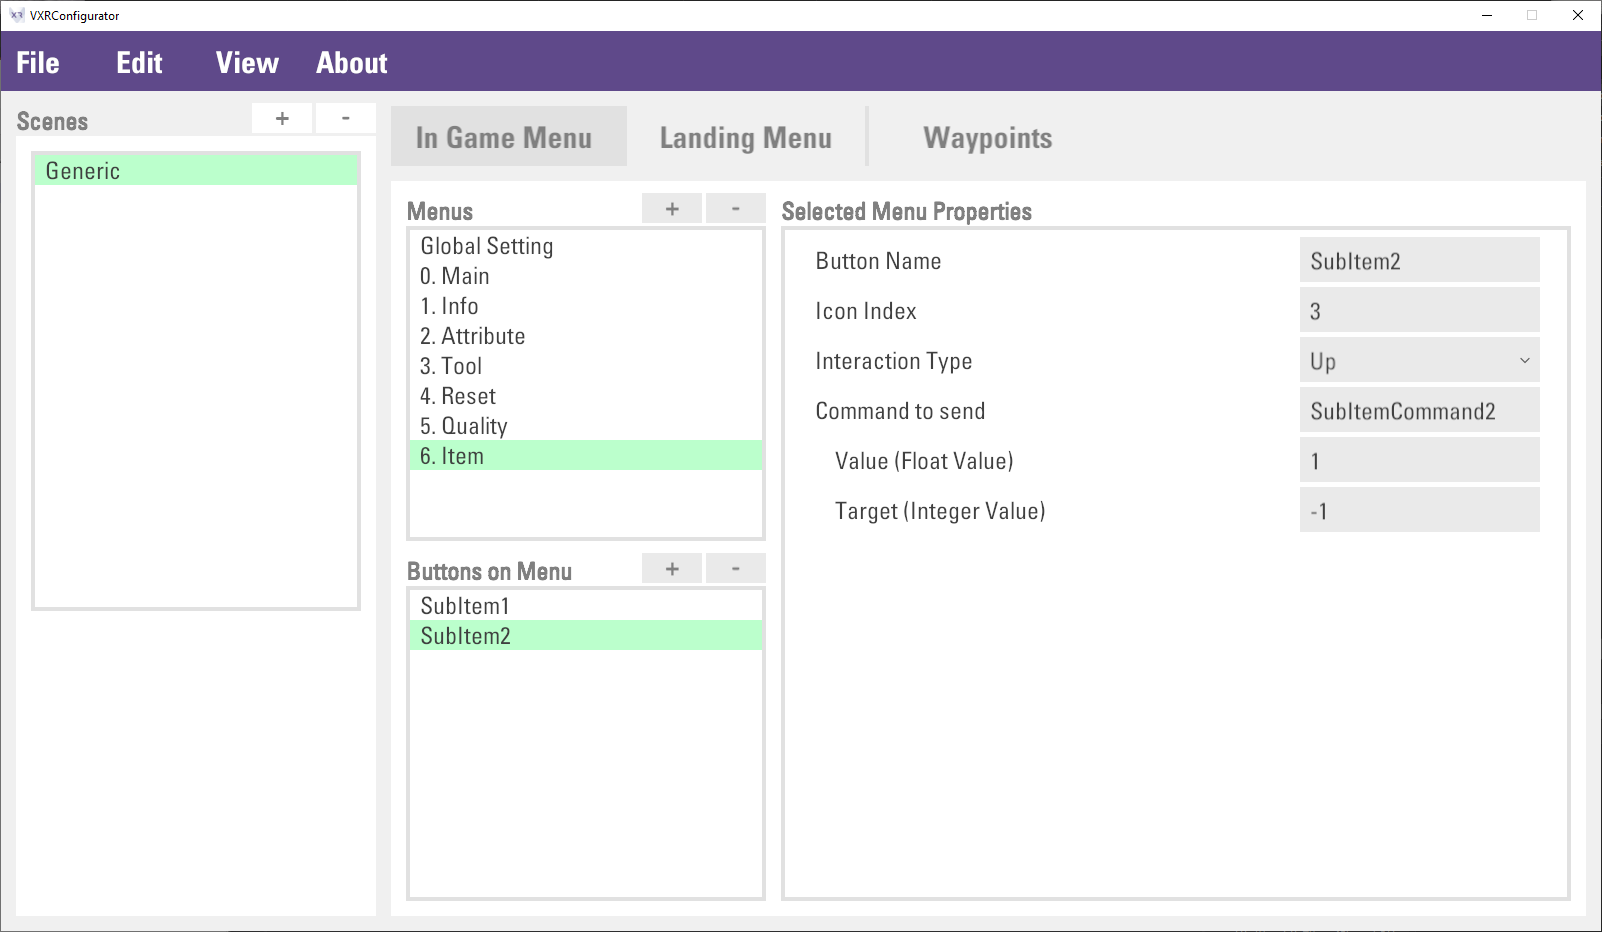 VXRConfigurator
File Edit View About
Scenes + -
Generic
In Game Menu Landing Menu Waypoints
Menus + -
Global Setting
0. Main
1. Info
2. Attribute
3. Tool
4. Reset
5. Quality
6. Item
Buttons on Menu + -
SubItem1
SubItem2
Selected Menu Properties
Button Name SubItem2
Icon Index 3
Interaction Type Up
Command to send SubItemCommand2
Value (Float Value) 1
Target (Integer Value) -1